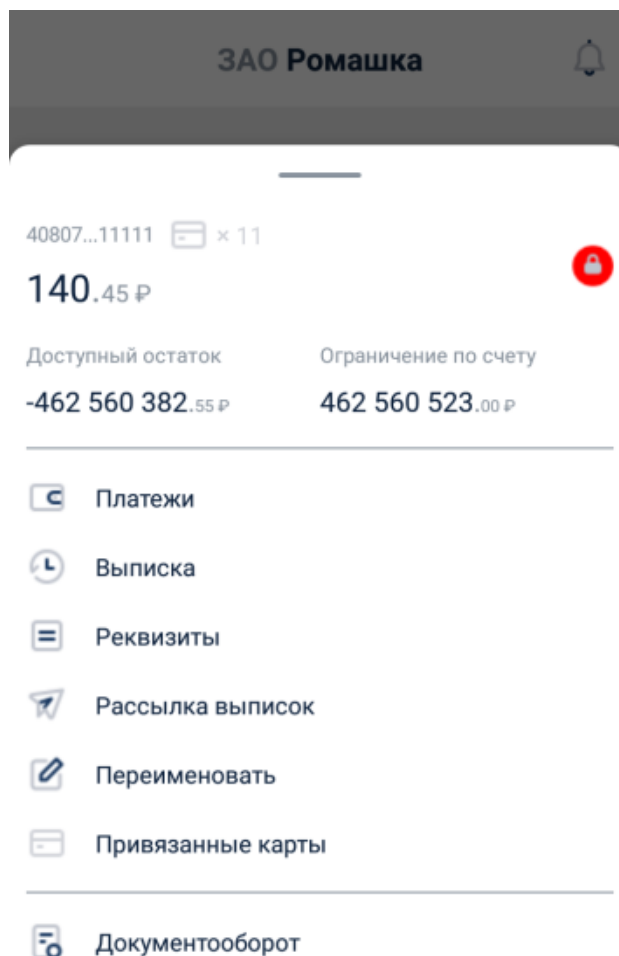 ЗАО Ромашка
40807...11111 × 11
140.45 ₽
Доступный остаток Ограничение по счету
-462 560 382.55 ₽ 462 560 523.00 ₽
Платежи
Выписка
Реквизиты
Рассылка выписок
Переименовать
Привязанные карты
Документооборот